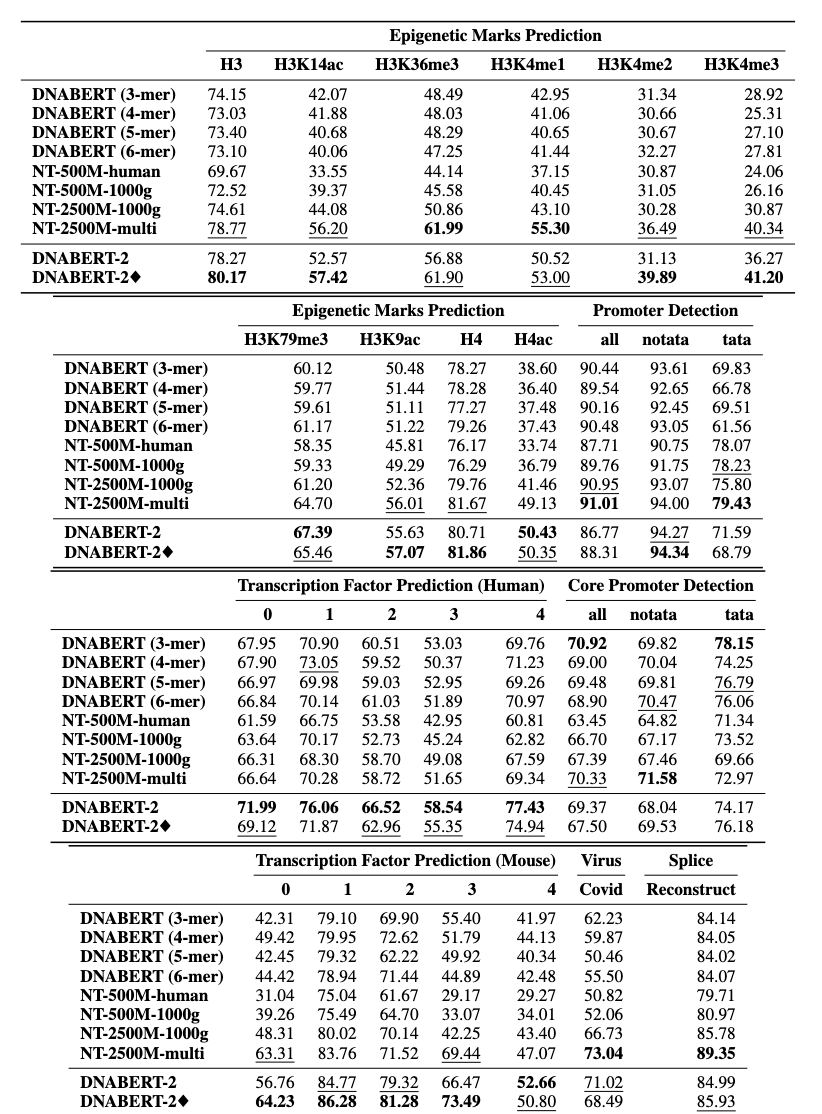 Epigenetic Marks Prediction
H3 H3K14ac H3K36me3 H3K4me1 H3K4me2 H3K4me3
DNABERT (3-mer) 74.15 42.07 48.49 42.95 31.34 28.92
DNABERT (4-mer) 73.03 41.88 48.03 41.06 30.66 25.31
DNABERT (5-mer) 73.40 40.68 48.29 40.65 30.67 27.10
DNABERT (6-mer) 73.10 40.06 47.25 41.44 32.27 27.81
NT-500M-human 69.67 33.55 44.14 37.15 30.87 24.06
NT-500M-1000g 72.52 39.37 45.58 40.45 31.05 26.16
NT-2500M-1000g 74.61 44.08 50.86 43.10 30.28 30.87
NT-2500M-multi 78.77 56.20 61.99 55.30 36.49 40.34
DNABERT-2 78.27 52.57 56.88 50.52 31.13 36.27
DNABERT-2♦ 80.17 57.42 61.90 53.00 39.89 41.20
Epigenetic Marks Prediction Promoter Detection
H3K79me3 H3K9ac H4 H4ac all notata tata
DNABERT (3-mer) 60.12 50.48 78.27 38.60 90.44 93.61 69.83
DNABERT (4-mer) 59.77 51.44 78.28 36.40 89.54 92.65 66.78
DNABERT (5-mer) 59.61 51.11 77.27 37.48 90.16 92.45 69.51
DNABERT (6-mer) 61.17 51.22 79.26 37.43 90.48 93.05 61.56
NT-500M-human 58.35 45.81 76.17 33.74 87.71 90.75 78.07
NT-500M-1000g 59.33 49.29 76.29 36.79 89.76 91.75 78.23
NT-2500M-1000g 61.20 52.36 79.76 41.46 90.95 93.07 75.80
NT-2500M-multi 64.70 56.01 81.67 49.13 91.01 94.00 79.43
DNABERT-2 67.39 55.63 80.71 50.43 86.77 94.27 71.59
DNABERT-2♦ 65.46 57.07 81.86 50.35 88.31 94.34 68.79
Transcription Factor Prediction (Human) Core Promoter Detection
0 1 2 3 4 all notata tata
DNABERT (3-mer) 67.95 70.90 60.51 53.03 69.76 70.92 69.82 78.15
DNABERT (4-mer) 67.90 73.05 59.52 50.37 71.23 69.00 70.04 74.25
DNABERT (5-mer) 66.97 69.98 59.03 52.95 69.26 69.48 69.81 76.79
DNABERT (6-mer) 66.84 70.14 61.03 51.89 70.97 68.90 70.47 76.06
NT-500M-human 61.59 66.75 53.58 42.95 60.81 63.45 64.82 71.34
NT-500M-1000g 63.64 70.17 52.73 45.24 62.82 66.70 67.17 73.52
NT-2500M-1000g 66.31 68.30 58.70 49.08 67.59 67.39 67.46 69.66
NT-2500M-multi 66.64 70.28 58.72 51.65 69.34 70.33 71.58 72.97
DNABERT-2 71.99 76.06 66.52 58.54 77.43 69.37 68.04 74.17
DNABERT-2♦ 69.12 71.87 62.96 55.35 74.94 67.50 69.53 76.18
Transcription Factor Prediction (Mouse) Virus Splice
0 1 2 3 4 Covid Reconstruct
DNABERT (3-mer) 42.31 79.10 69.90 55.40 41.97 62.23 84.14
DNABERT (4-mer) 49.42 79.95 72.62 51.79 44.13 59.87 84.05
DNABERT (5-mer) 42.45 79.32 62.22 49.92 40.34 50.46 84.02
DNABERT (6-mer) 44.42 78.94 71.44 44.89 42.48 55.50 84.07
NT-500M-human 31.04 75.04 61.67 29.17 29.27 50.82 79.71
NT-500M-1000g 39.26 75.49 64.70 33.07 34.01 52.06 80.97
NT-2500M-1000g 48.31 80.02 70.14 42.25 43.40 66.73 85.78
NT-2500M-multi 63.31 83.76 71.52 69.44 47.07 73.04 89.35
DNABERT-2 56.76 84.77 79.32 66.47 52.66 71.02 84.99
DNABERT-2♦ 64.23 86.28 81.28 73.49 50.80 68.49 85.93